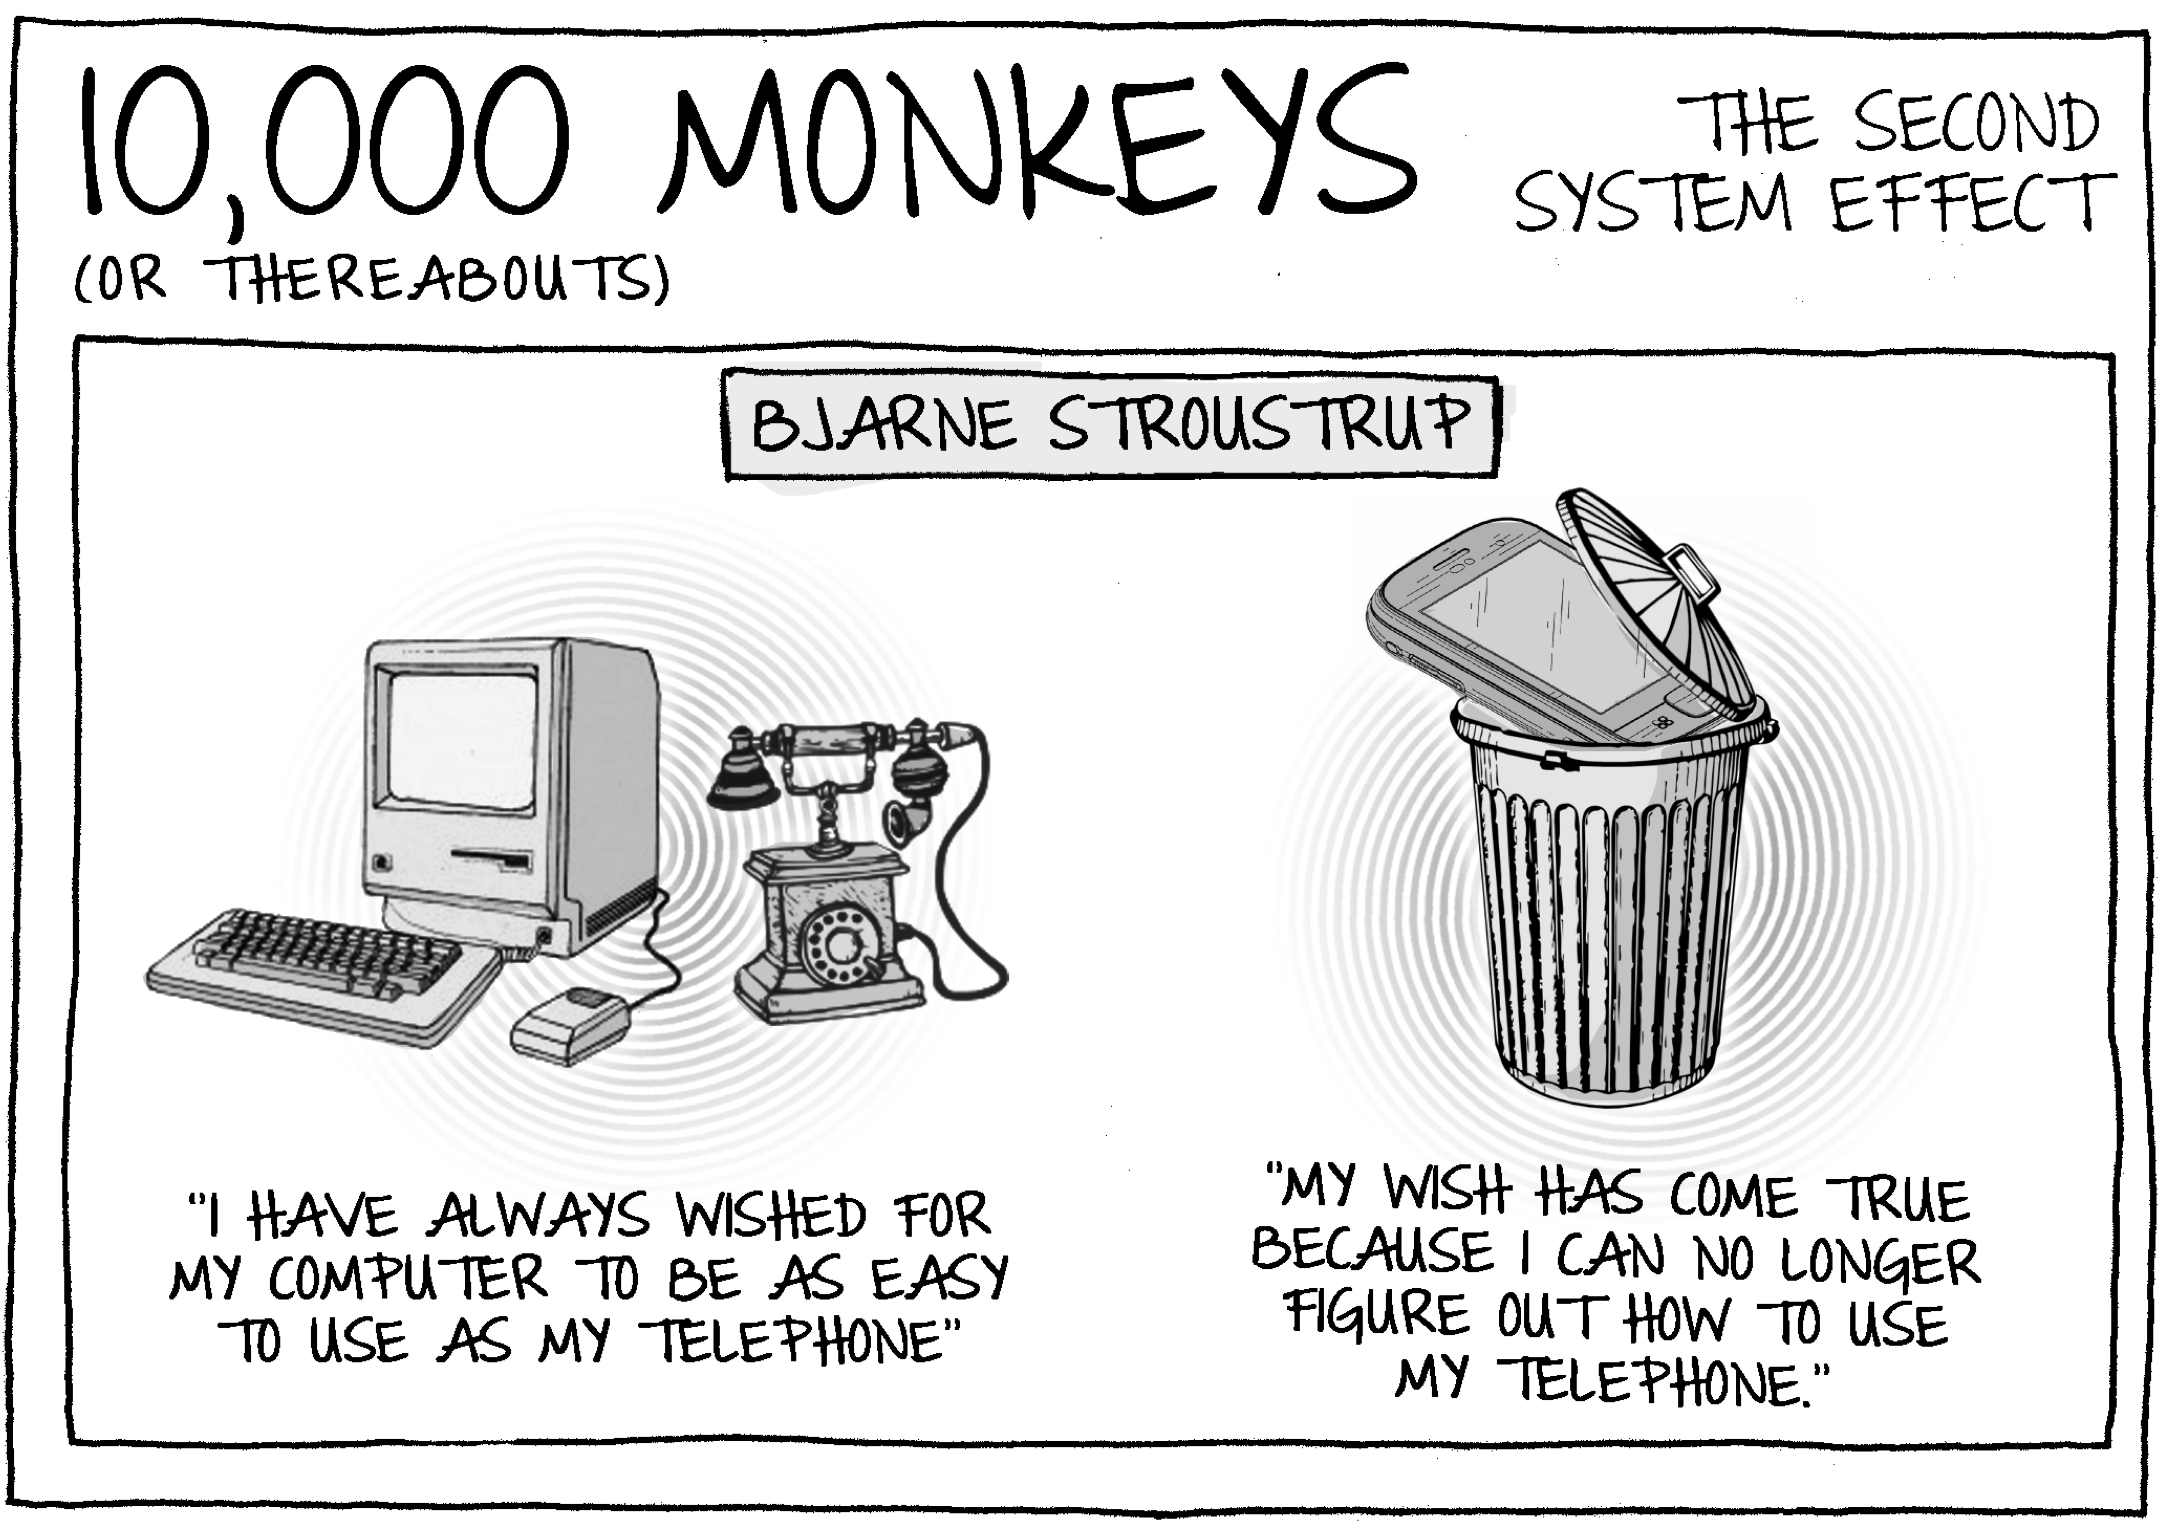 10,000 MONKEYS
(OR THEREABOUTS)
THE SECOND
SYSTEM EFFECT
BJARNE STROUSTRUP
"I HAVE ALWAYS WISHED FOR
MY COMPUTER TO BE AS EASY
TO USE AS MY TELEPHONE"
"MY WISH HAS COME TRUE
BECAUSE I CAN NO LONGER
FIGURE OUT HOW TO USE
MY TELEPHONE."